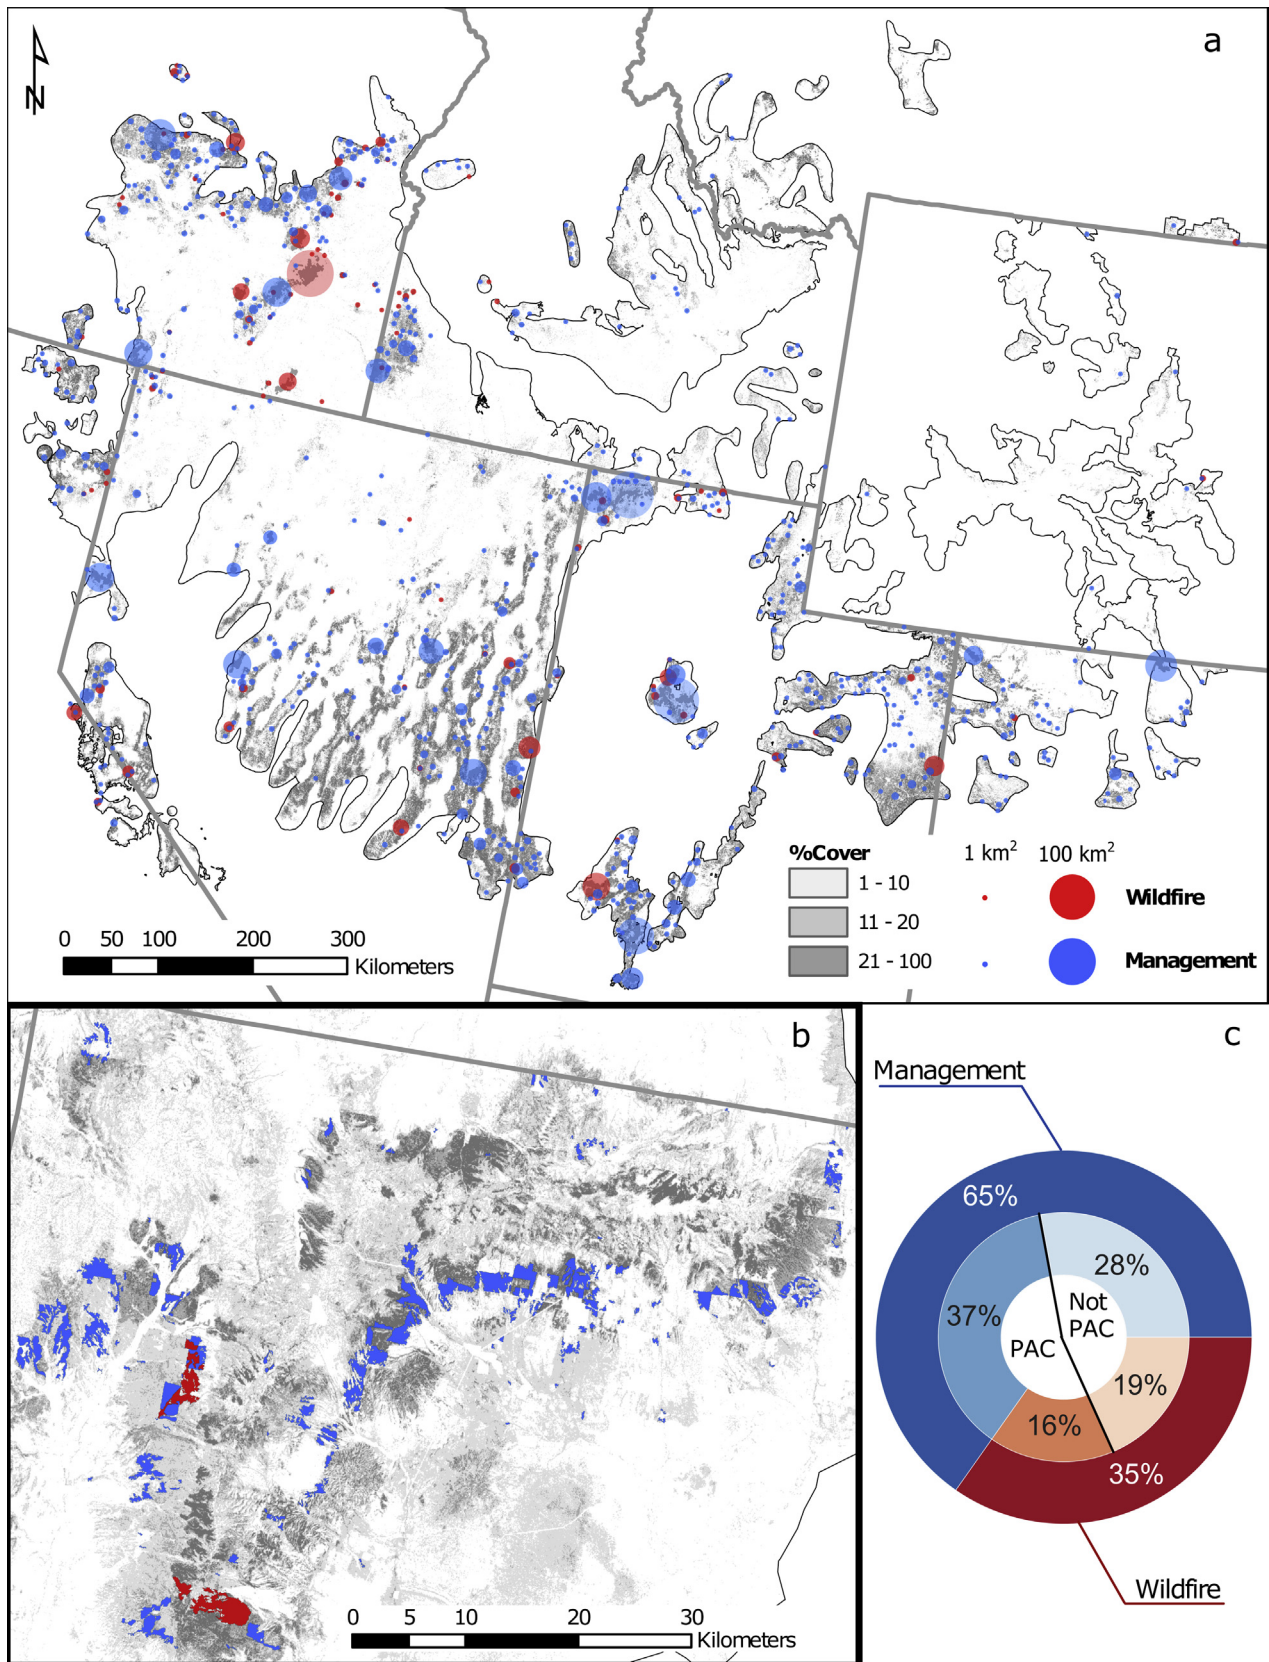 a
N
%Cover
1 km²
100 km²
1 - 10
11 - 20
21 - 100
Wildfire
Management
0 50 100 200 300
Kilometers
b
0 5 10 20 30
Kilometers
c
Management
65%
28%
37%
Not
PAC
PAC
19%
16%
35%
Wildfire